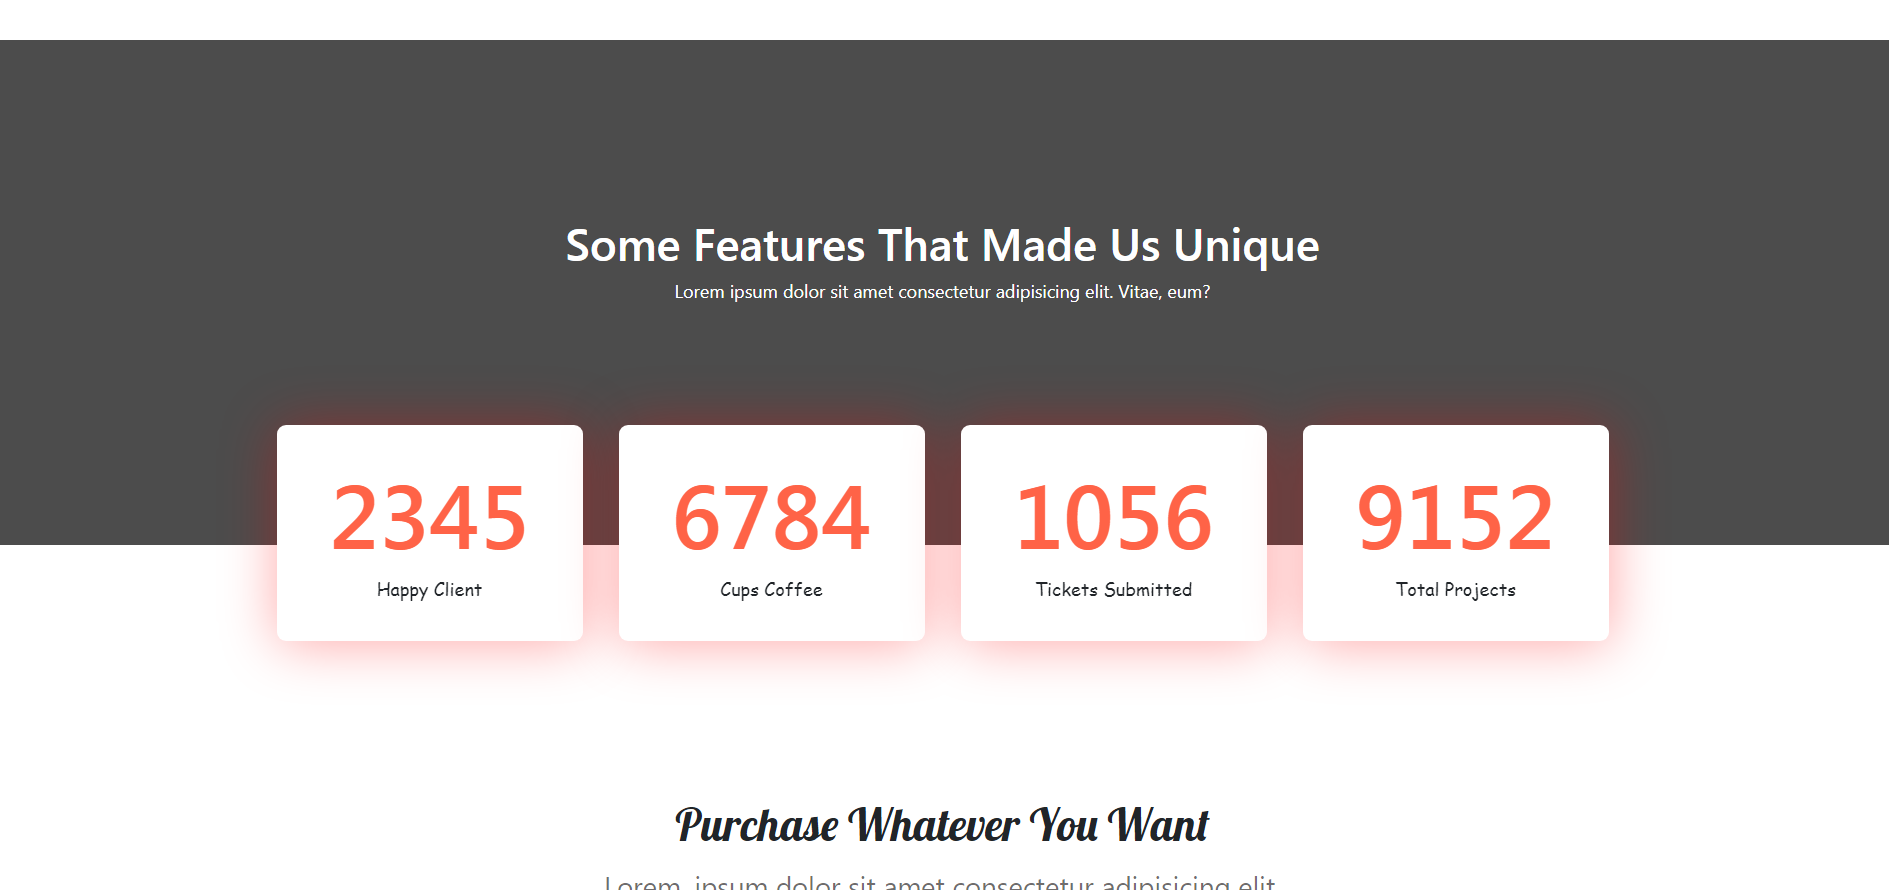 Some Features That Made Us Unique
Lorem ipsum dolor sit amet consectetur adipisicing elit. Vitae, eum?
2345
6784
1056
9152
Happy Client
Cups Coffee
Tickets Submitted
Total Projects
Purchase Whatever You Want
Lorem, ipsum dolor sit amet consectetur adipisicing elit.